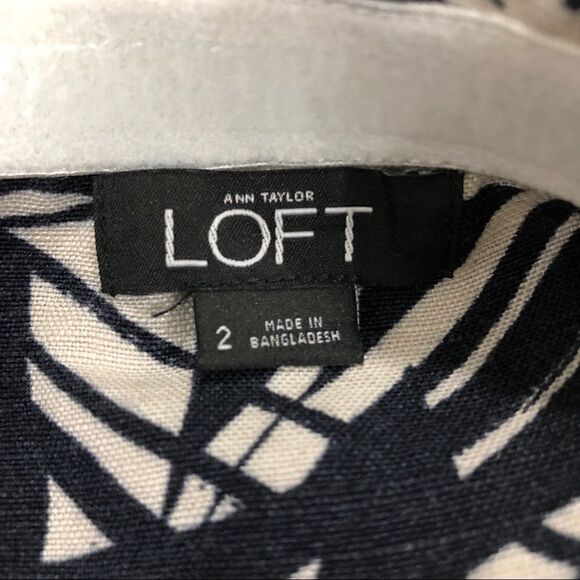 ANN TAYLOR
LOFT
2
MADE IN
BANGLADESH